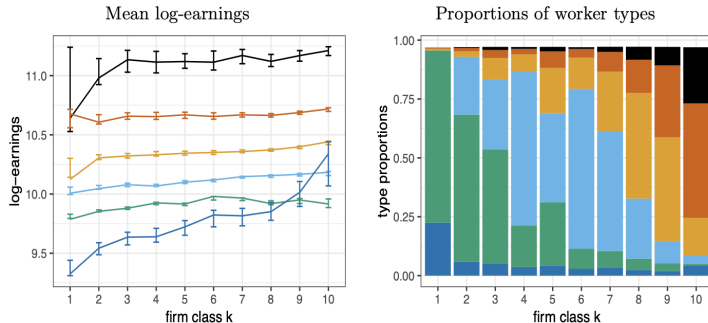 Mean log-earnings
log-earnings
11.0
10.5
10.0
9.5
1 2 3 4 5 6 7 8 9 10
firm class k
Proportions of worker types
type proportions
1.00
0.75
0.50
0.25
0.00
1 2 3 4 5 6 7 8 9 10
firm class k